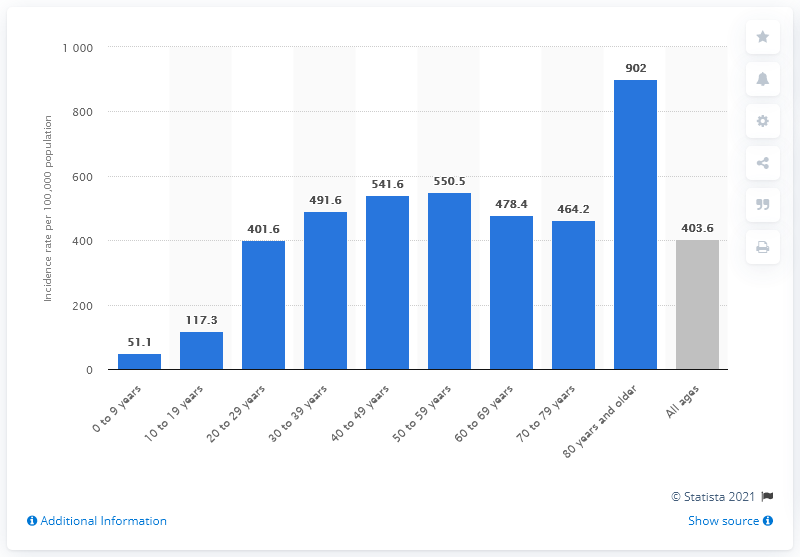 Incidence rate per 100,000 population
1 000
800
600
400
200
0
51.1
117.3
401.6
491.6
541.6
550.5
478.4
464.2
902
403.6
0 to 9 years
10 to 19 years
20 to 29 years
30 to 39 years
40 to 49 years
50 to 59 years
60 to 69 years
70 to 79 years
80 years and older
All ages
© Statista 2021
Additional Information
Show source